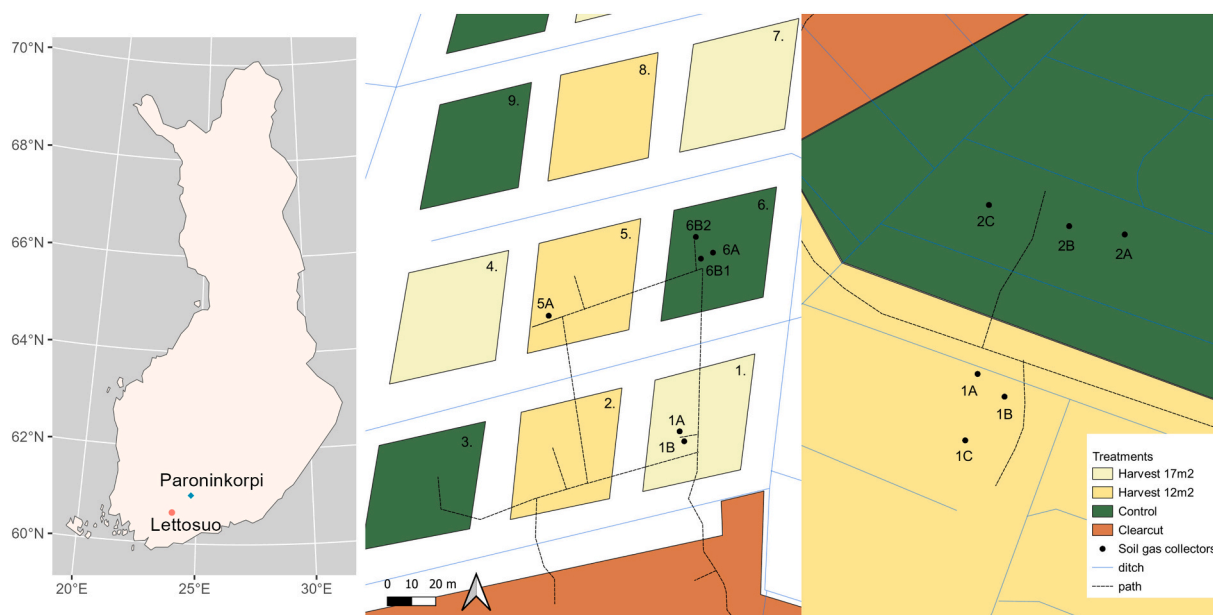 70°N
68°N
66°N
64°N
62°N
60°N
Paroninkorpi
Lettosuo
20°E
25°E
30°E
7.
8.
9.
6.
6B2
6A
6B1
5.
4.
5A
1.
2.
1A
1B
3.
0 10 20 m
2C
2B
2A
1A
1B
1C
Treatments
Harvest 17m2
Harvest 12m2
Control
Clearcut
Soil gas collectors
ditch
path